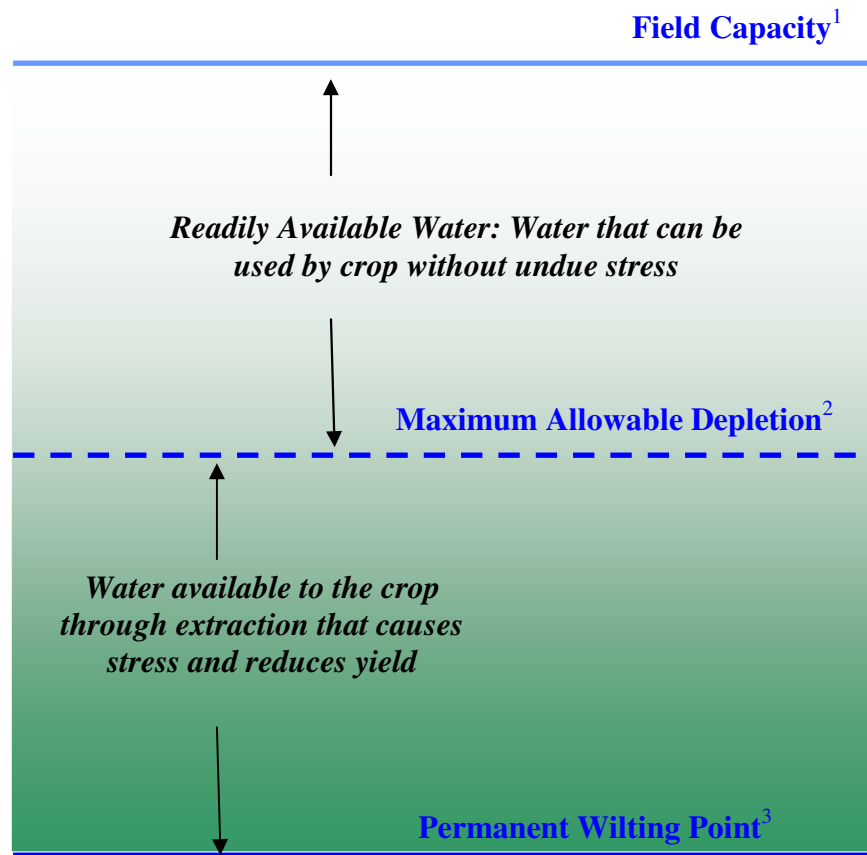 Field Capacity¹
Readily Available Water: Water that can be
used by crop without undue stress
Maximum Allowable Depletion²
Water available to the crop
through extraction that causes
stress and reduces yield
Permanent Wilting Point³